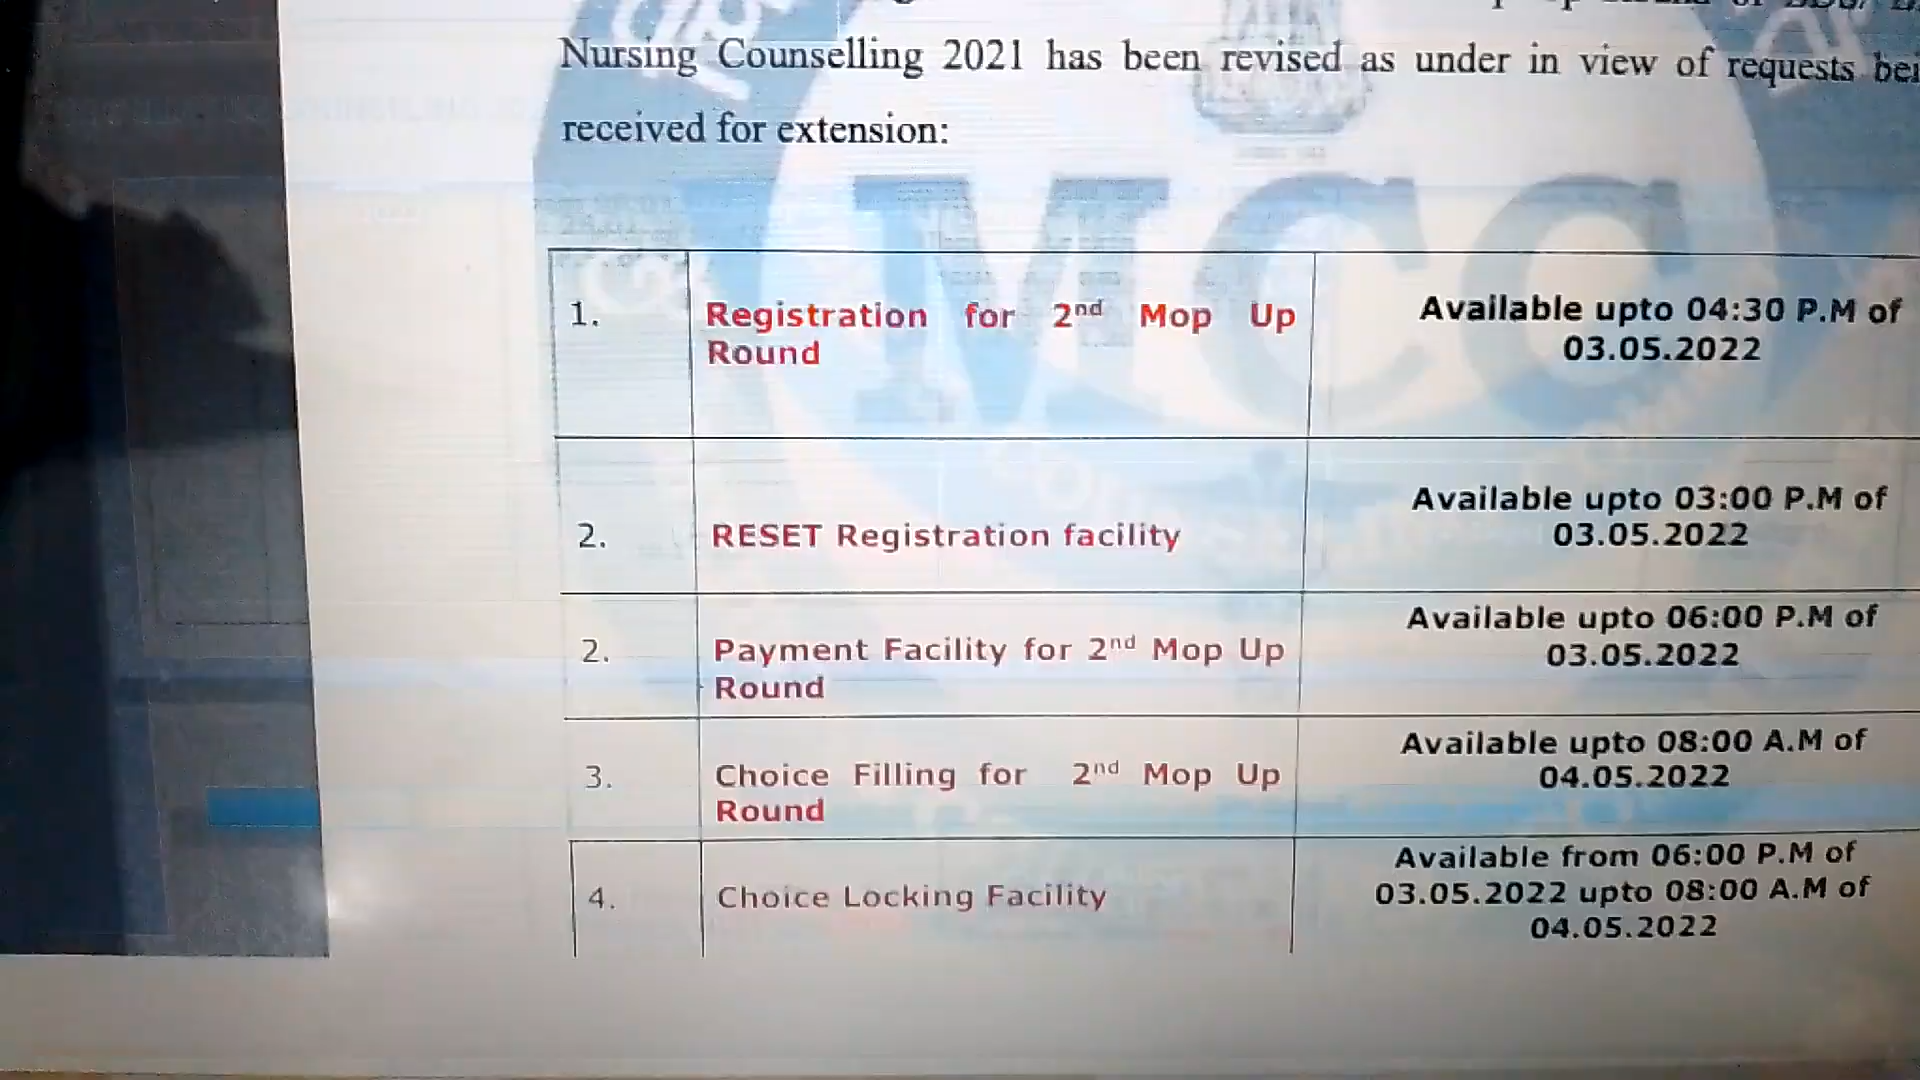 Nursing Counselling 2021 has been revised as under in view of requests
received for extension:
MCC
1.
Registration for 2nd Mop Up
Round
Available upto 04:30 P.M of
03.05.2022
2.
RESET Registration facility
Available upto 03:00 P.M of
03.05.2022
2.
Payment Facility for 2nd Mop Up
Round
Available upto 06:00 P.M of
03.05.2022
3.
Choice Filling for 2nd Mop Up
Round
Available upto 08:00 A.M of
04.05.2022
4.
Choice Locking Facility
Available from 06:00 P.M of
03.05.2022 upto 08:00 A.M of
04.05.2022